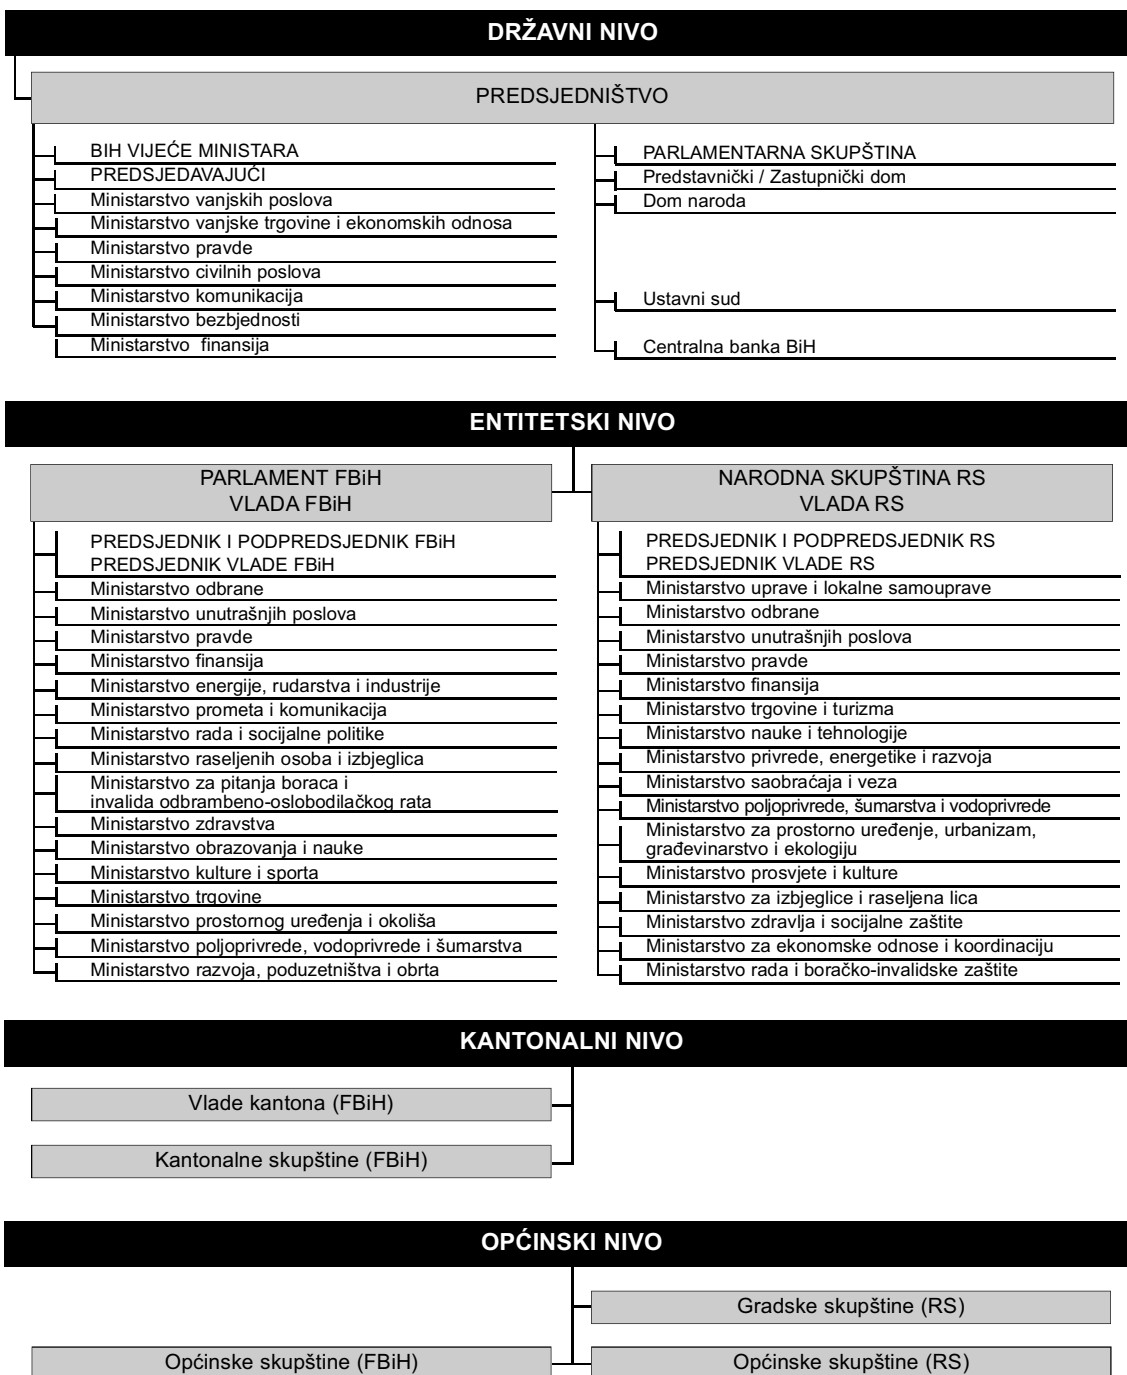 DRŽAVNI NIVO
PREDSJEDNIŠTVO
BIH VIJEĆE MINISTARA
PREDSJEDAVAJUĆI
Ministarstvo vanjskih poslova
Ministarstvo vanjske trgovine i ekonomskih odnosa
Ministarstvo pravde
Ministarstvo civilnih poslova
Ministarstvo komunikacija
Ministarstvo bezbjednosti
Ministarstvo finansija
PARLAMENTARNA SKUPŠTINA
Predstavnički / Zastupnički dom
Dom naroda
Ustavni sud
Centralna banka BiH
ENTITETSKI NIVO
PARLAMENT FBiH
VLADA FBiH
PREDSJEDNIK I PODPREDSJEDNIK FBiH
PREDSJEDNIK VLADE FBiH
Ministarstvo odbrane
Ministarstvo unutrašnjih poslova
Ministarstvo pravde
Ministarstvo finansija
Ministarstvo energije, rudarstva i industrije
Ministarstvo prometa i komunikacija
Ministarstvo rada i socijalne politike
Ministarstvo raseljenih osoba i izbjeglica
Ministarstvo za pitanja boraca i
invalida odbrambeno-oslobodilačkog rata
Ministarstvo zdravstva
Ministarstvo obrazovanja i nauke
Ministarstvo kulture i sporta
Ministarstvo trgovine
Ministarstvo prostornog uređenja i okoliša
Ministarstvo poljoprivrede, vodoprivrede i šumarstva
Ministarstvo razvoja, poduzetništva i obrta
NARODNA SKUPŠTINA RS
VLADA RS
PREDSJEDNIK I PODPREDSJEDNIK RS
PREDSJEDNIK VLADE RS
Ministarstvo uprave i lokalne samouprave
Ministarstvo odbrane
Ministarstvo unutrašnjih poslova
Ministarstvo pravde
Ministarstvo finansija
Ministarstvo trgovine i turizma
Ministarstvo nauke i tehnologije
Ministarstvo privrede, energetike i razvoja
Ministarstvo saobraćaja i veza
Ministarstvo poljoprivrede, šumarstva i vodoprivrede
Ministarstvo za prostorno uređenje, urbanizam,
građevinarstvo i ekologiju
Ministarstvo prosvjete i kulture
Ministarstvo za izbjeglice i raseljena lica
Ministarstvo zdravlja i socijalne zaštite
Ministarstvo za ekonomske odnose i koordinaciju
Ministarstvo rada i boračko-invalidske zaštite
KANTONALNI NIVO
Vlade kantona (FBiH)
Kantonalne skupštine (FBiH)
OPĆINSKI NIVO
Gradske skupštine (RS)
Općinske skupštine (FBiH)
Općinske skupštine (RS)